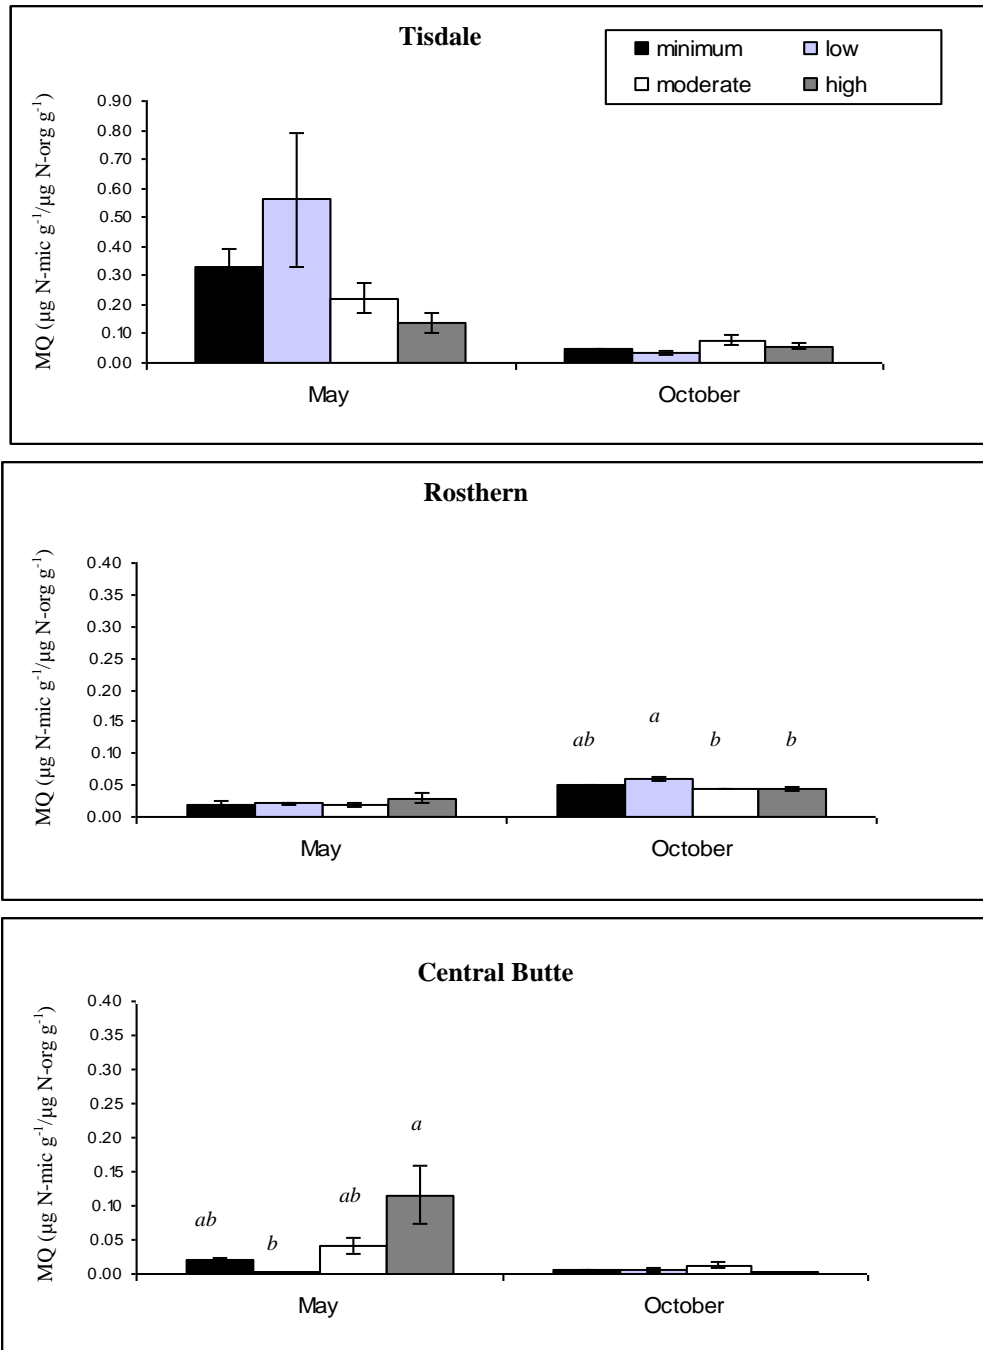 Tisdale
minimum low
moderate high
MQ (µg N-mic g⁻¹/µg N-org g⁻¹)
0.90
0.80
0.70
0.60
0.50
0.40
0.30
0.20
0.10
0.00
May October
Rosthern
MQ (µg N-mic g⁻¹/µg N-org g⁻¹)
0.40
0.35
0.30
0.25
0.20
0.15
0.10
0.05
0.00
a
ab b b
May October
Central Butte
MQ (µg N-mic g⁻¹/µg N-org g⁻¹)
0.40
0.35
0.30
0.25
0.20
0.15
0.10
0.05
0.00
a
ab
ab
b
May October